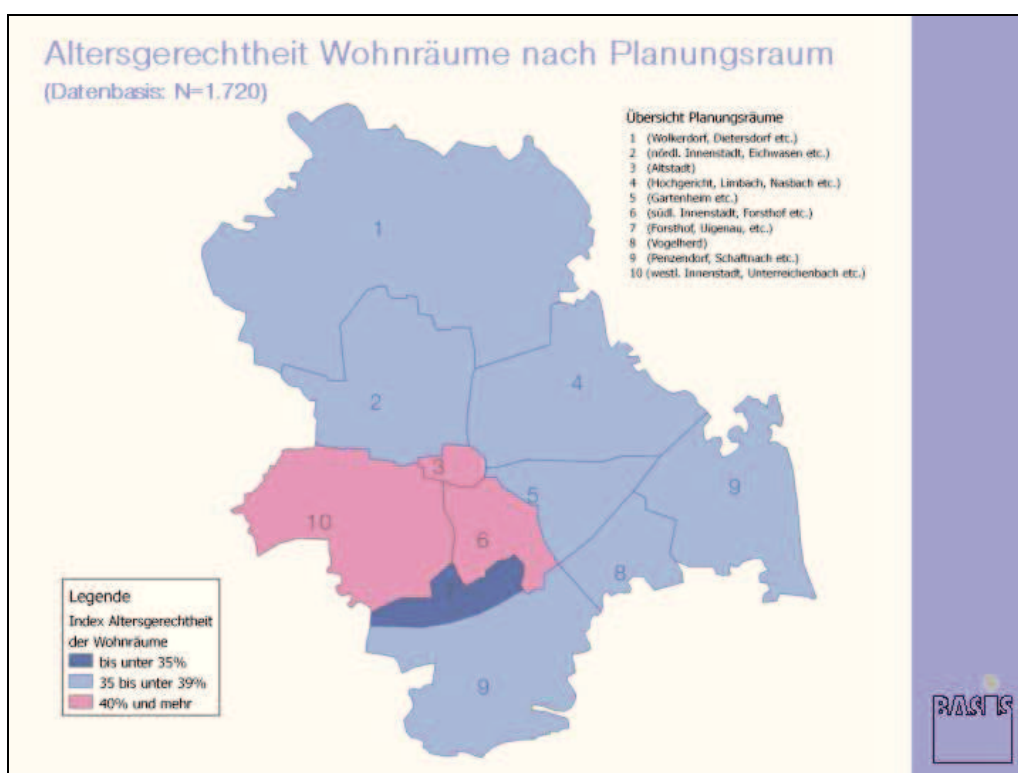 Altersgerechtheit Wohnräume nach Planungsraum
(Datenbasis: N=1.720)
Übersicht Planungsräume
1 (Wolkerdorf, Dietersdorf etc.)
2 (nördl. Innenstadt, Eichwasen etc.)
3 (Altstadt)
4 (Hochgericht, Limbach, Nasbach etc.)
5 (Gartenheim etc.)
6 (südl. Innenstadt, Forsthof etc.)
7 (Forsthof, Uigenau, etc.)
8 (Vogelherd)
9 (Penzendorf, Schaftnach etc.)
10 (westl. Innenstadt, Unterreichenbach etc.)
1
2
4
3
5
9
10
6
8
7
9
Legende
Index Altersgerechtheit
der Wohnräume
bis unter 35%
35 bis unter 39%
40% und mehr
BASIS